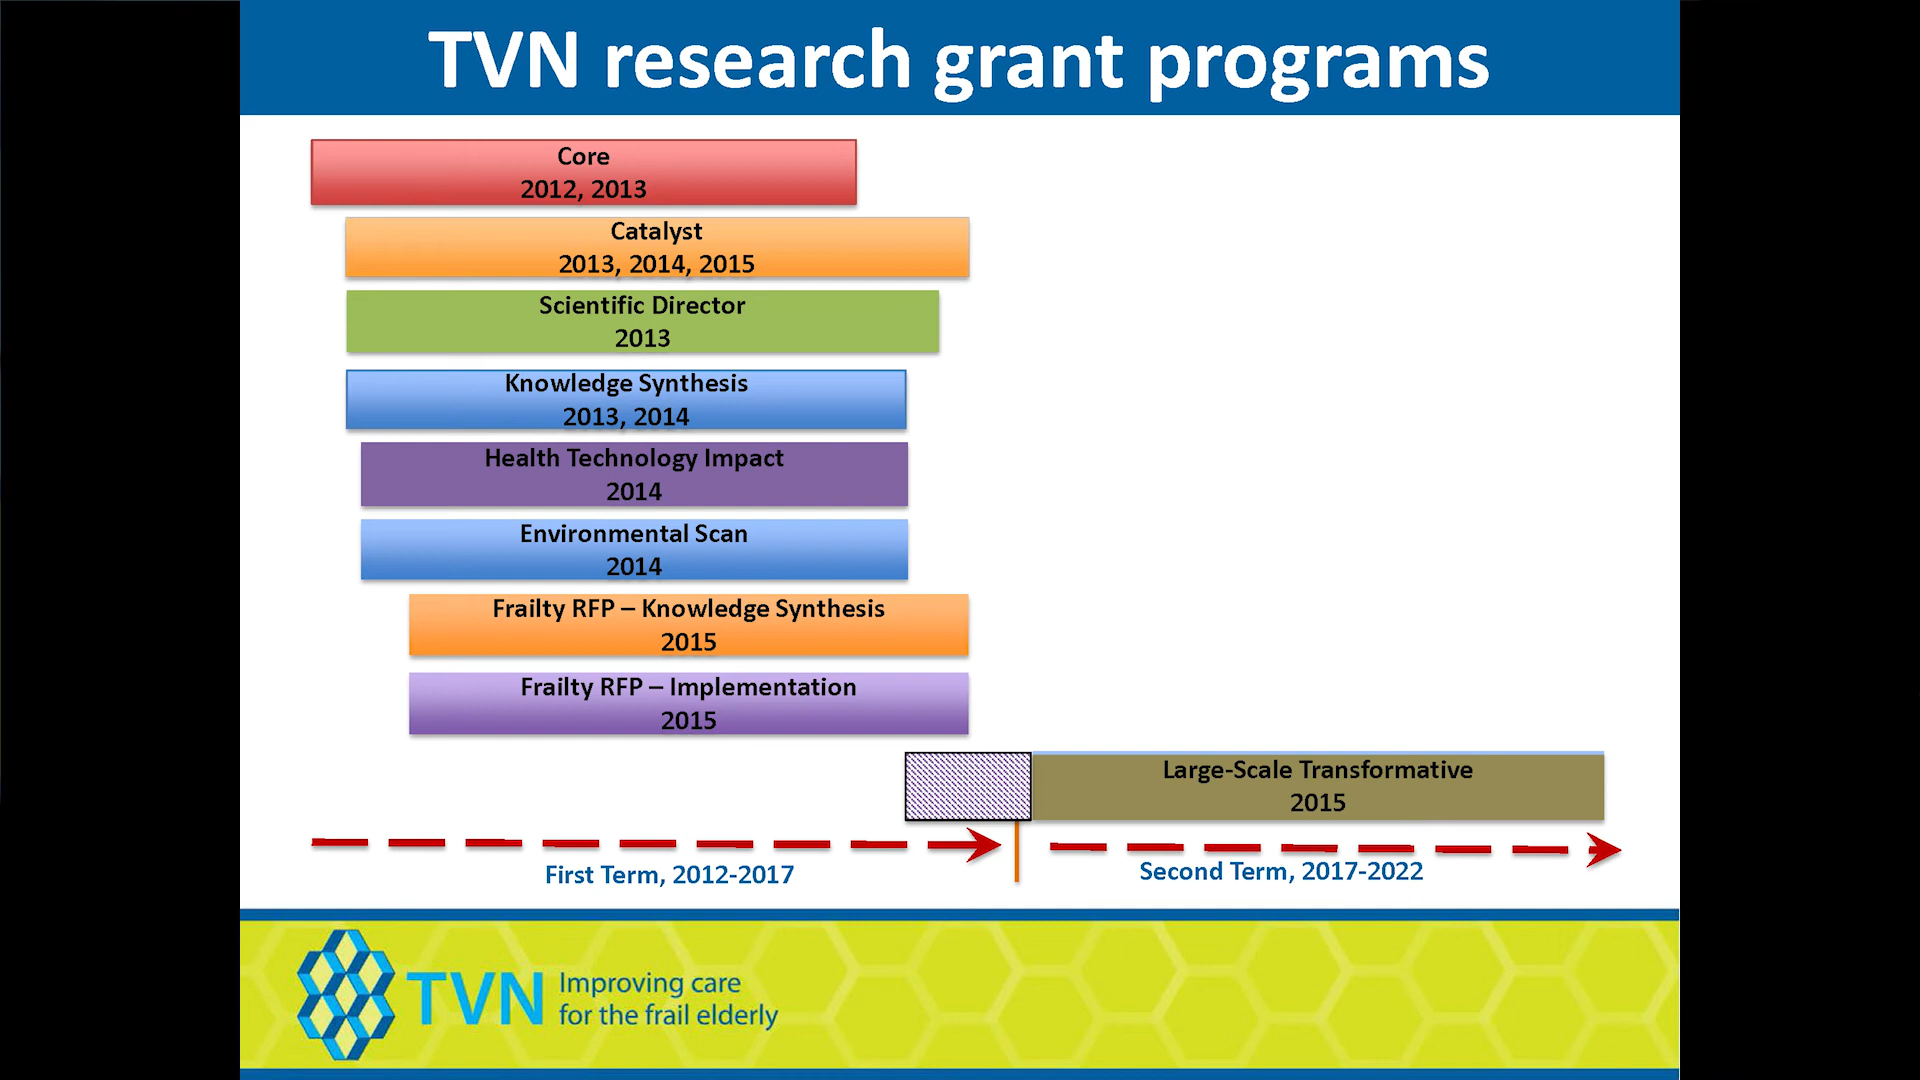 TVN research grant programs
Core
2012, 2013
Catalyst
2013, 2014, 2015
Scientific Director
2013
Knowledge Synthesis
2013, 2014
Health Technology Impact
2014
Environmental Scan
2014
Frailty RFP – Knowledge Synthesis
2015
Frailty RFP – Implementation
2015
Large-Scale Transformative
2015
First Term, 2012-2017
Second Term, 2017-2022
TVN
Improving care
for the frail elderly